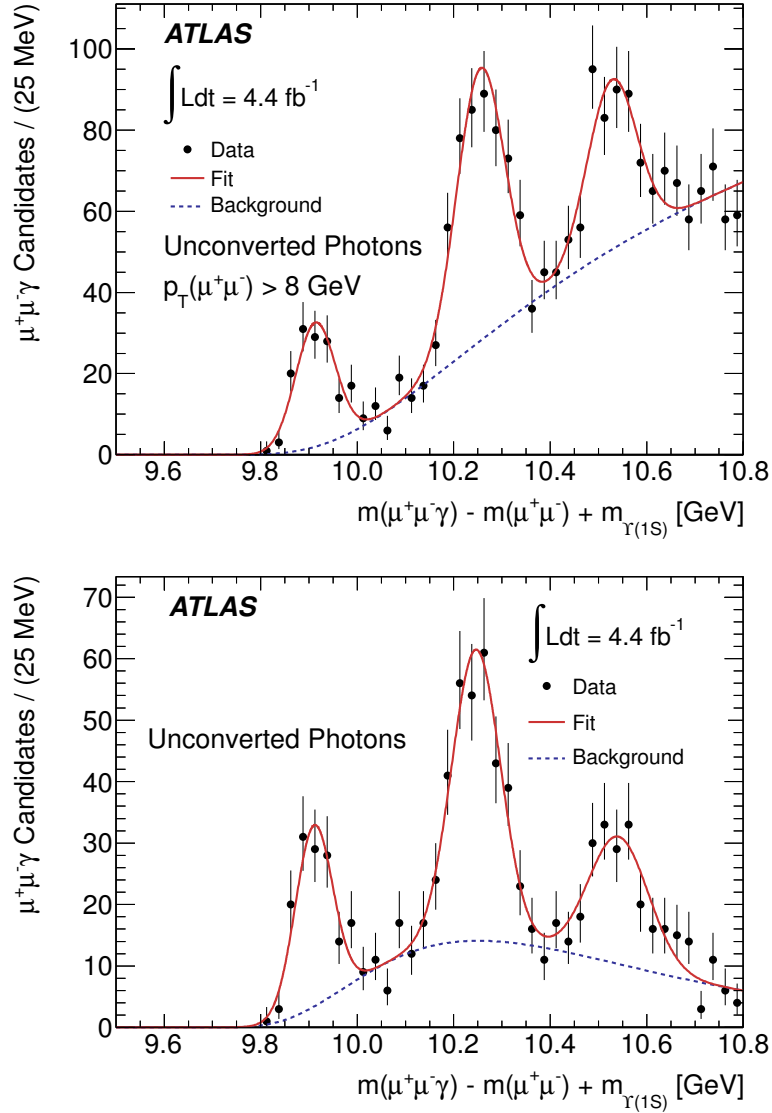 ATLAS
∫Ldt = 4.4 fb⁻¹
Data
Fit
Background
Unconverted Photons
p_T(μ⁺μ⁻) > 8 GeV
μ⁺μ⁻γ Candidates / (25 MeV)
100
80
60
40
20
0
9.6 9.8 10.0 10.2 10.4 10.6 10.8
m(μ⁺μ⁻γ) - m(μ⁺μ⁻) + m_ϒ(1S) [GeV]
ATLAS
∫Ldt = 4.4 fb⁻¹
Data
Fit
Background
Unconverted Photons
μ⁺μ⁻γ Candidates / (25 MeV)
70
60
50
40
30
20
10
0
9.6 9.8 10.0 10.2 10.4 10.6 10.8
m(μ⁺μ⁻γ) - m(μ⁺μ⁻) + m_ϒ(1S) [GeV]